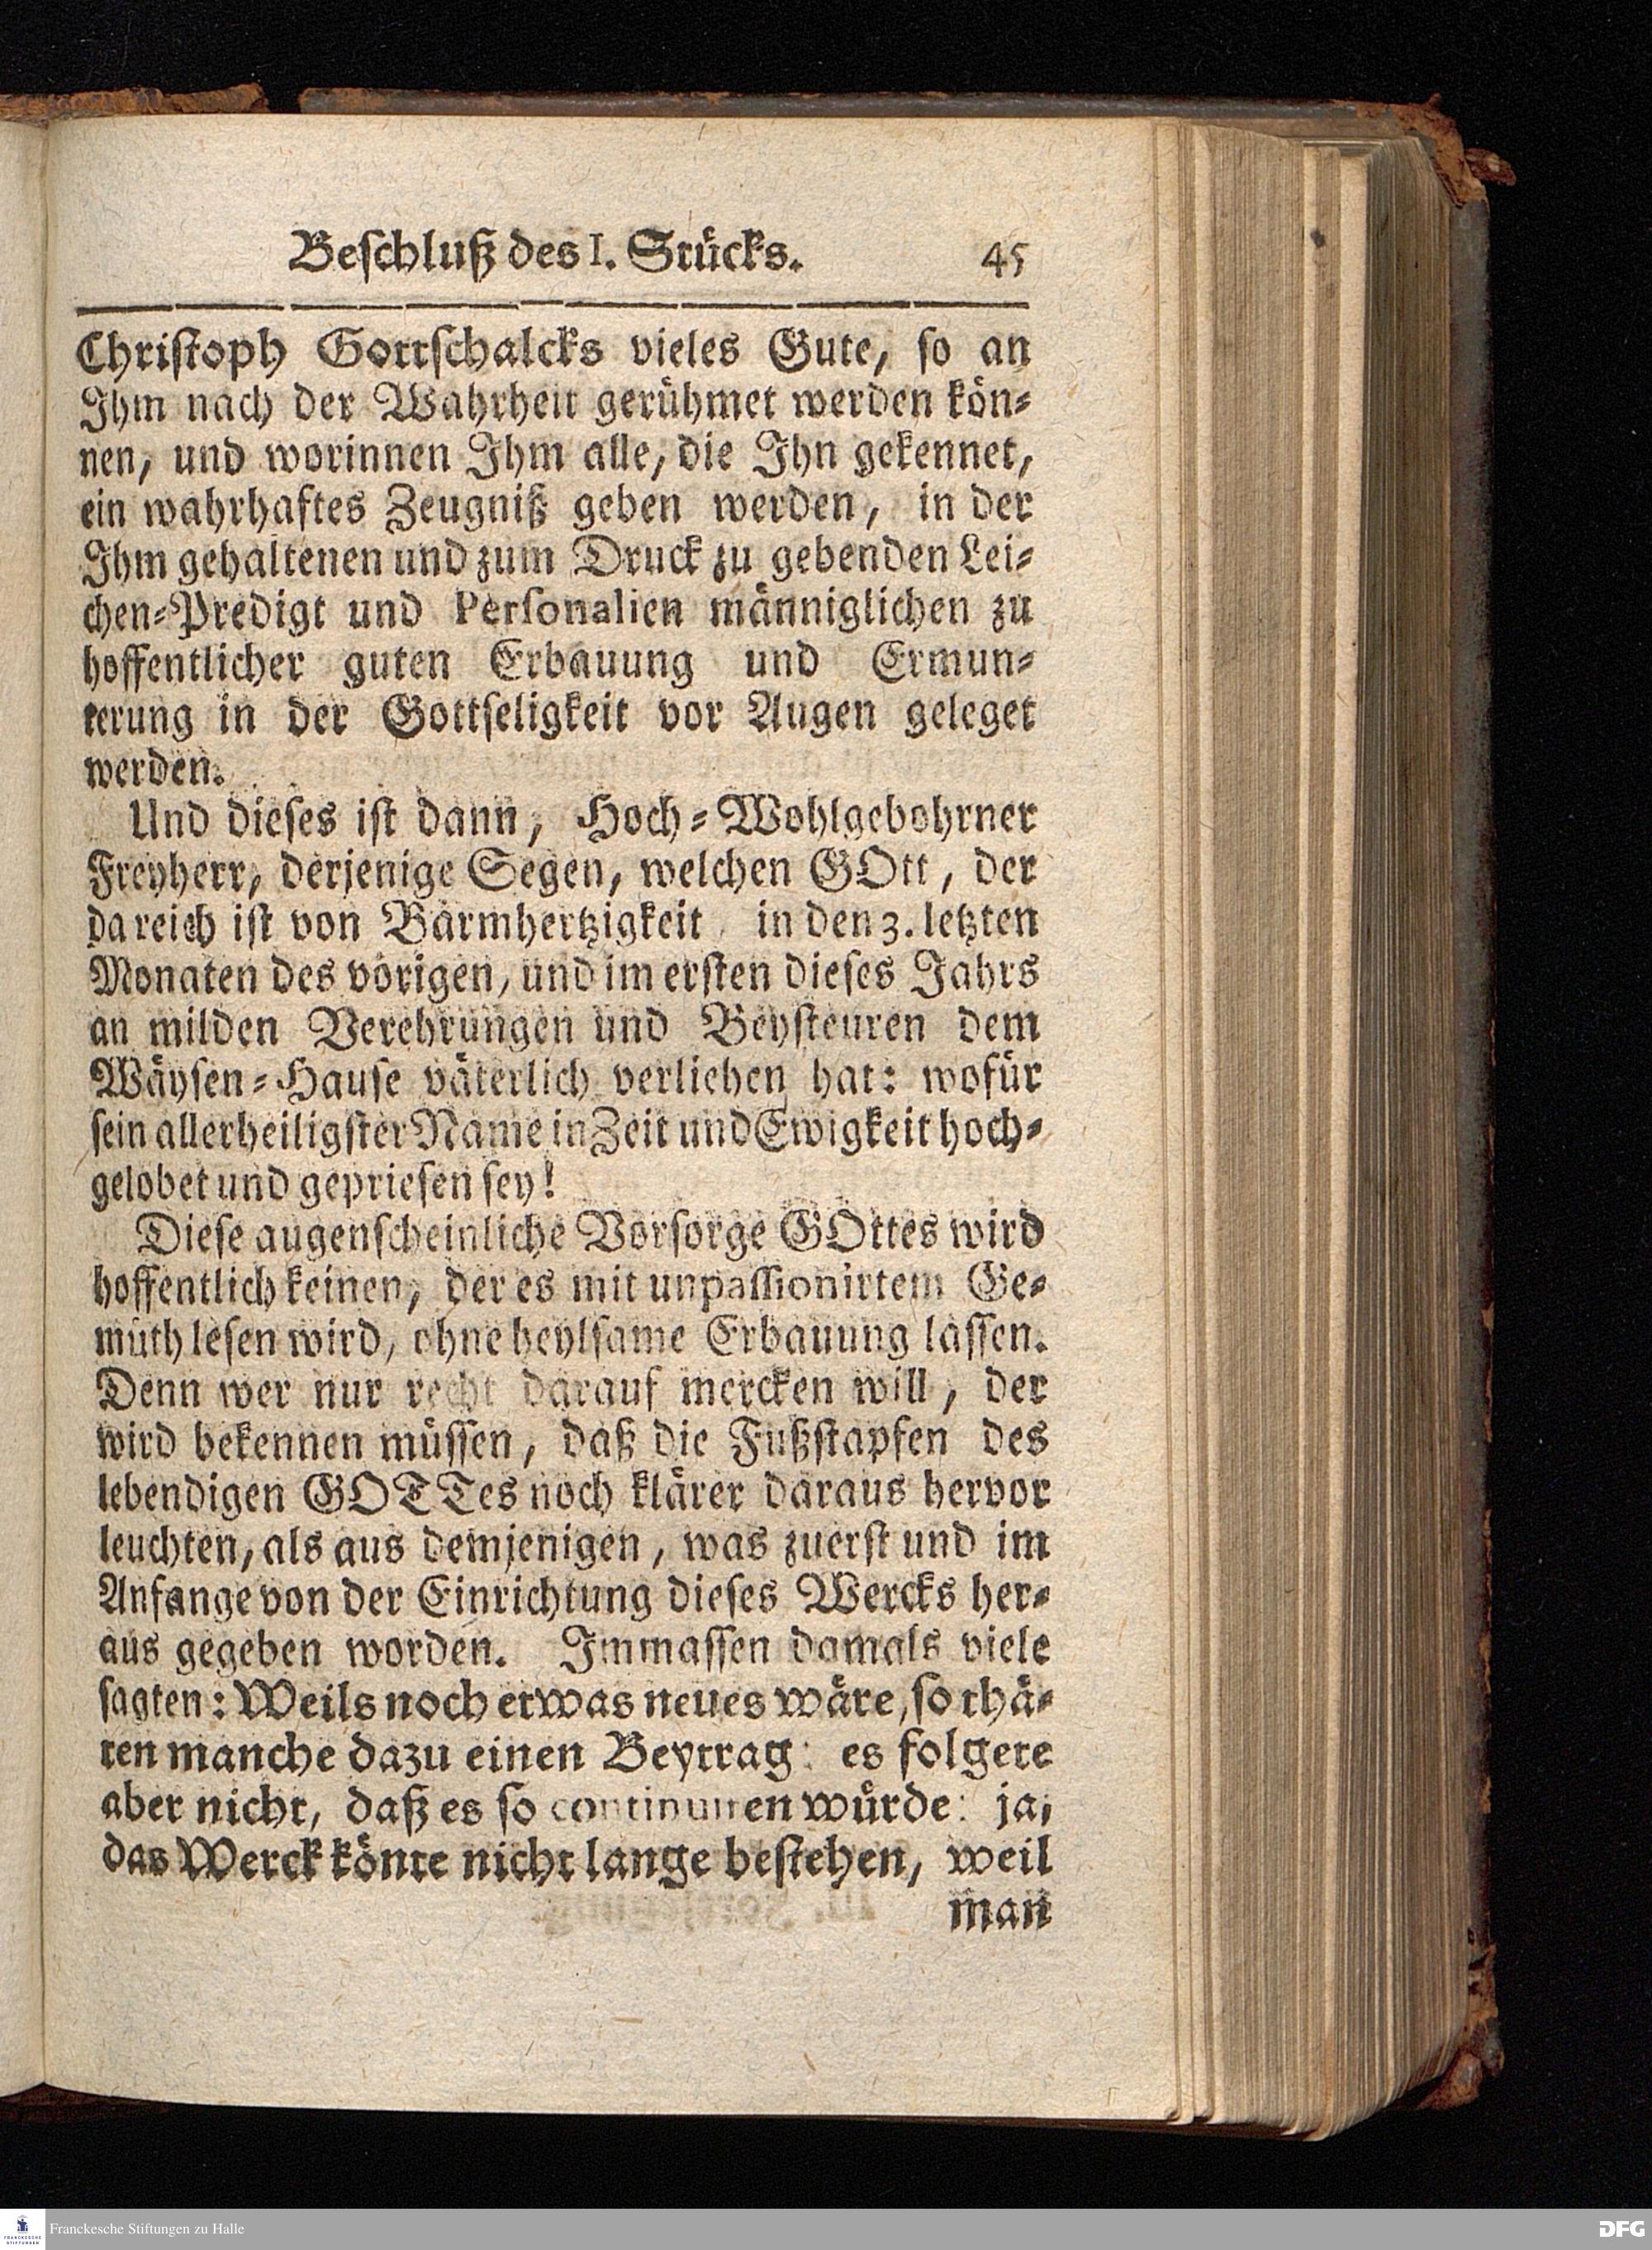 Beschluß des I. Stücks. 45
Christoph Gottschalcks vieles Gute, so an
Ihm nach der Wahrheit gerühmet werden kön-
nen, und worinnen Ihm alle, die Ihn gekennet,
ein wahrhaftes Zeugniß geben werden, in der
Ihm gehaltenen und zum Druck zu gebenden Lei-
chen-Predigt und Personalien männiglichen zu
hoffentlicher guten Erbauung und Ermun-
terung in der Gottseligkeit vor Augen geleget
werden.
Und dieses ist dann, Hoch-Wohlgebohrner
Freyherr, derjenige Segen, welchen GOtt, der
da reich ist von Barmhertzigkeit in den 3. letzten
Monaten des vorigen, und im ersten dieses Jahrs
an milden Verehrungen und Beysteuren dem
Wäysen-Hause väterlich verliehen hat: wofür
sein allerheiligster Name in Zeit und Ewigkeit hoch-
gelobet und gepriesen sey!
Diese augenscheinliche Vorsorge GOttes wird
hoffentlich keinen, der es mit unpassionirtem Ge-
müth lesen wird, ohne heylsame Erbauung lassen.
Denn wer nur recht darauf mercken will, der
wird bekennen müssen, daß die Fußstapfen des
lebendigen GOTTes noch klärer daraus hervor
leuchten, als aus demjenigen, was zuerst und im
Anfange von der Einrichtung dieses Wercks her-
aus gegeben worden. Immassen damals viele
sagten: Weils noch etwas neues wäre, so thä-
ten manche dazu einen Beytrag: es folgete
aber nicht, daß es so continuiren würde: ja,
das Werck könte nicht lange bestehen, weil
man
Franckesche Stiftungen zu Halle
FRANCKESCHE
STIFTUNGEN
DFG